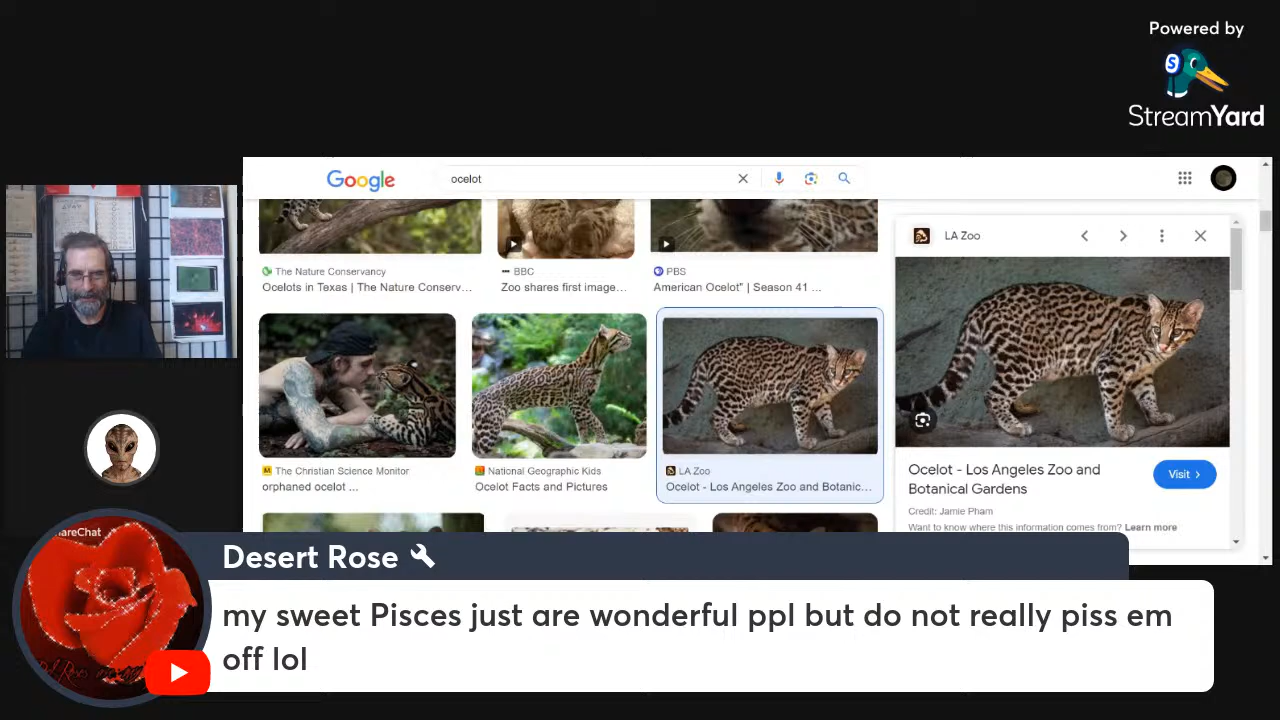 Powered by
StreamYard
Google
ocelot
The Nature Conservancy
Ocelots in Texas | The Nature Conserv...
BBC
Zoo shares first image...
PBS
American Ocelot" | Season 41 ...
LA Zoo
The Christian Science Monitor
orphaned ocelot ...
National Geographic Kids
Ocelot Facts and Pictures
LA Zoo
Ocelot - Los Angeles Zoo and Botanic...
Ocelot - Los Angeles Zoo and
Botanical Gardens
Visit
Credit: Jamie Pham
Want to know where this information comes from? Learn more
hareChat
Desert Rose
my sweet Pisces just are wonderful ppl but do not really piss em
off lol